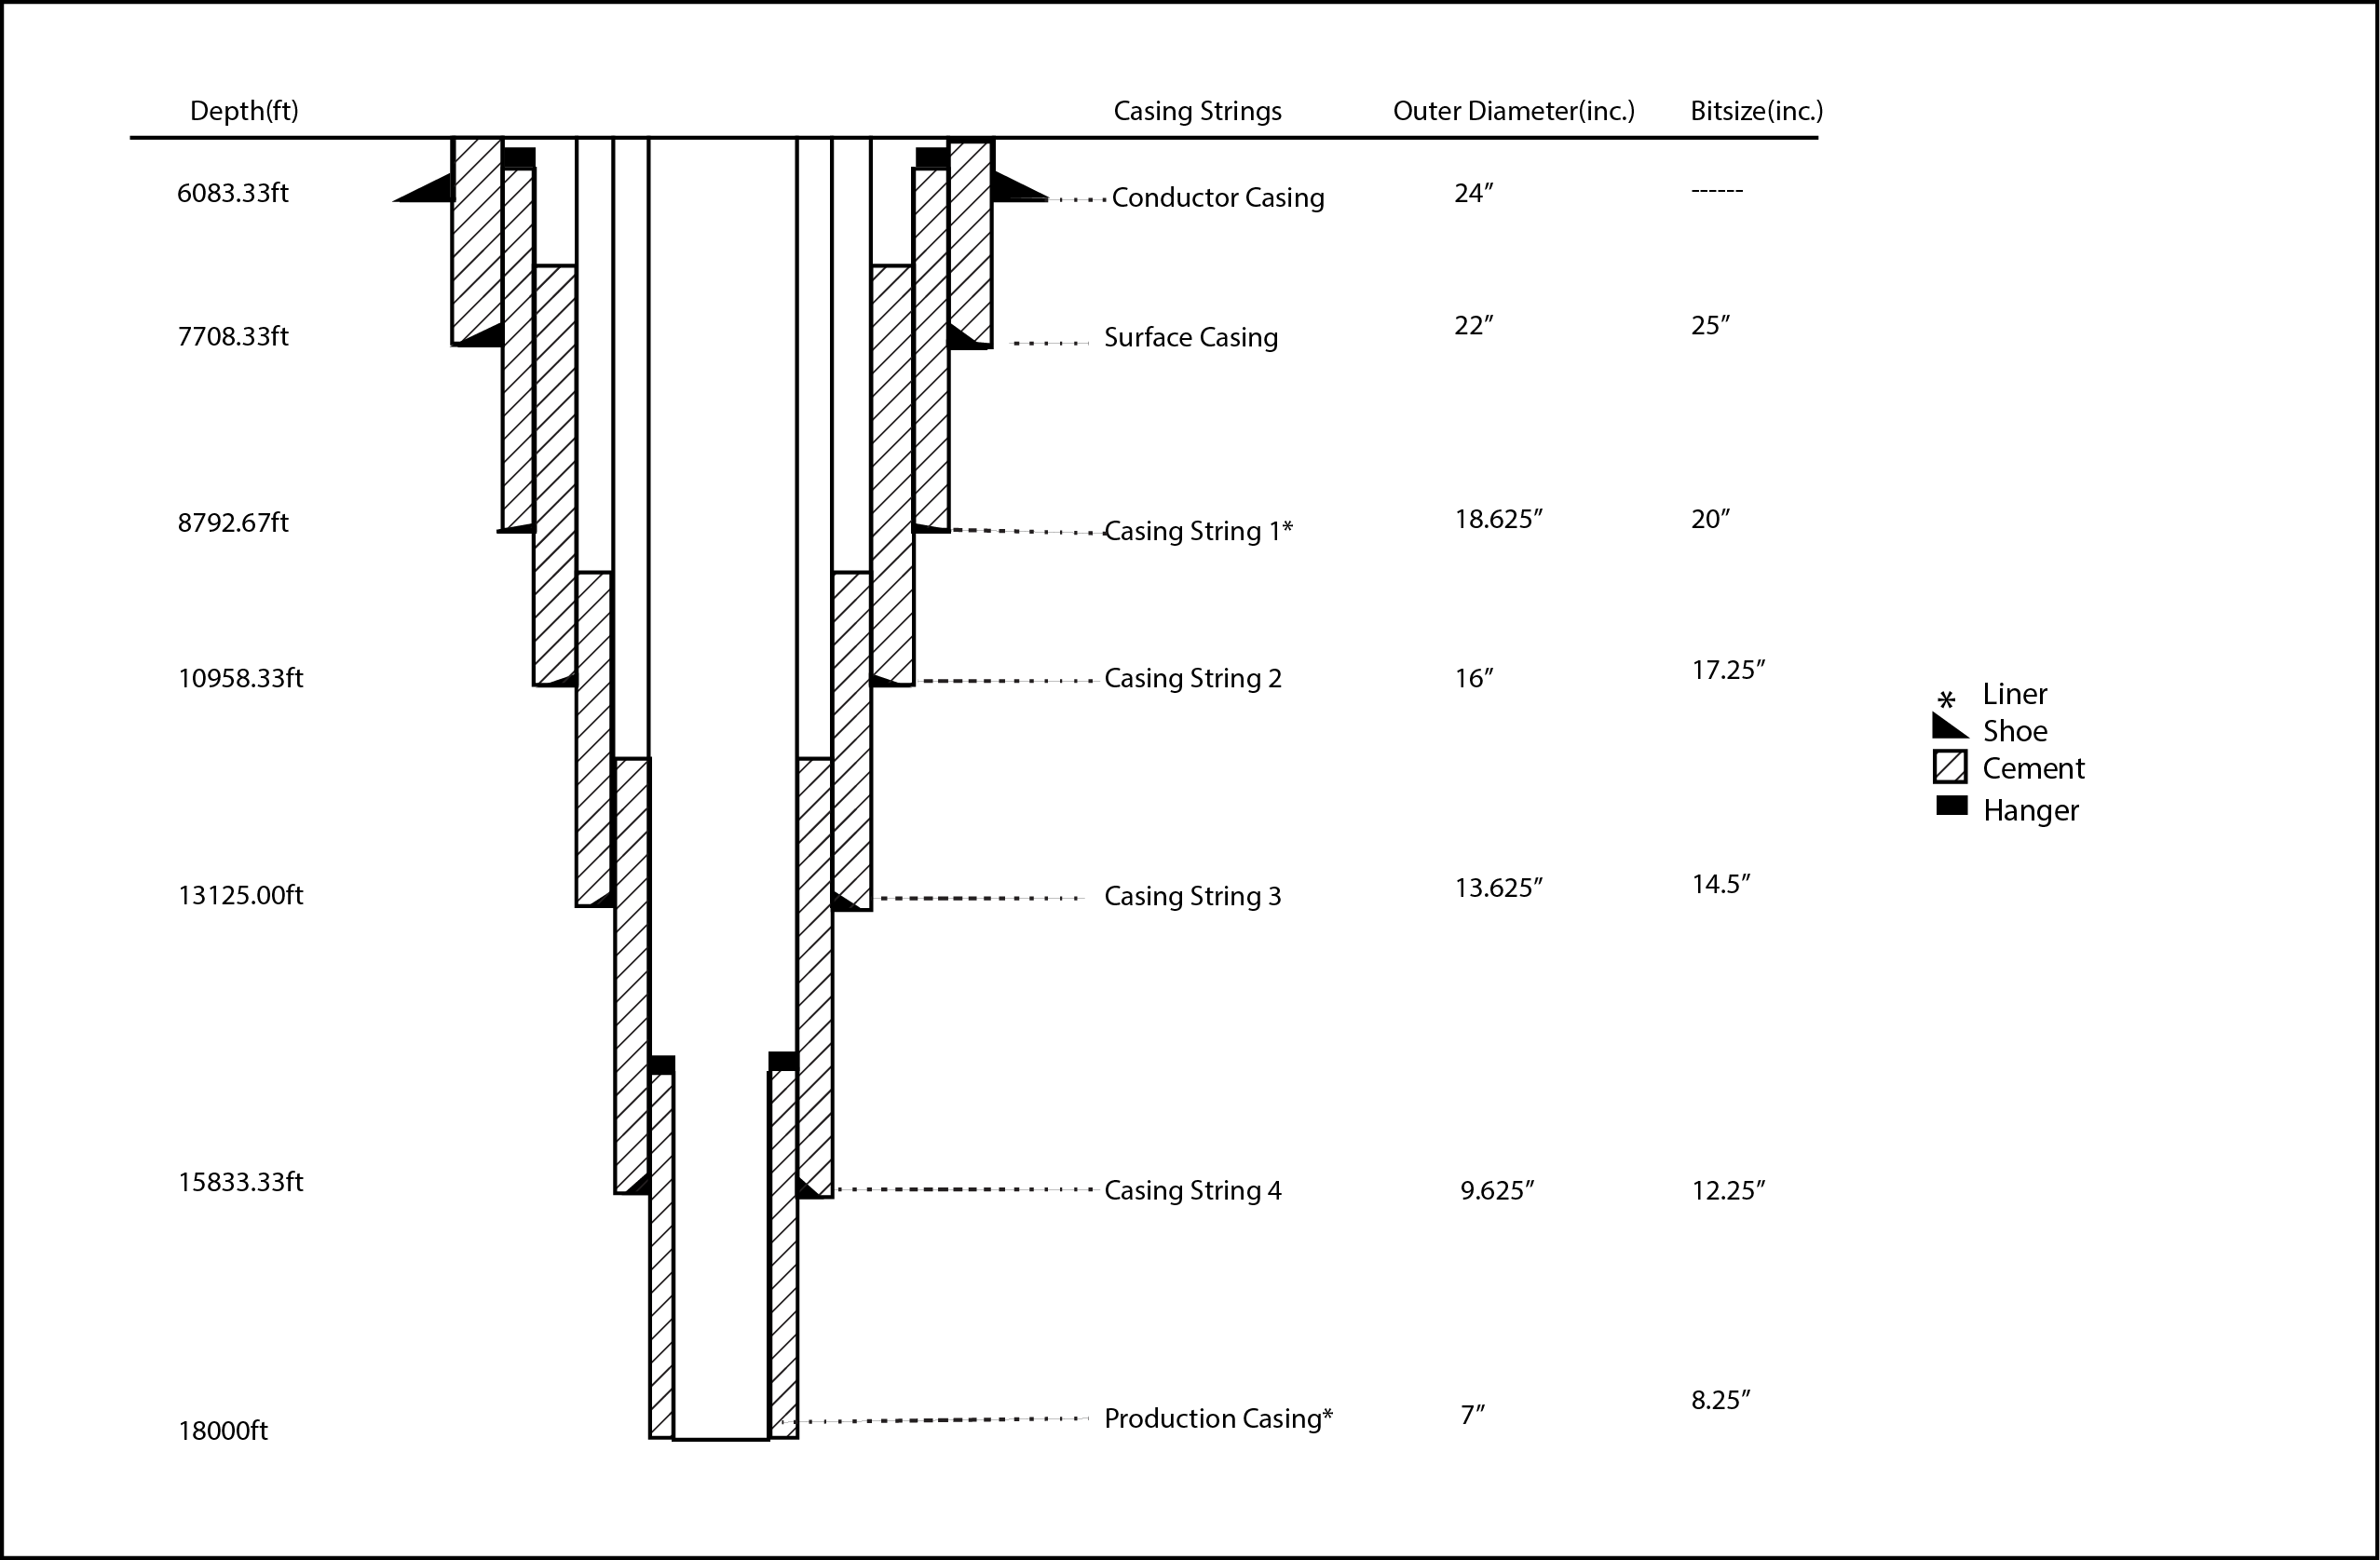 Depth(ft) Casing Strings Outer Diameter(inc.) Bitsize(inc.)
6083.33ft Conductor Casing 24” ------
7708.33ft Surface Casing 22” 25”
8792.67ft Casing String 1* 18.625” 20”
10958.33ft Casing String 2 16” 17.25”
* Liner
Shoe
Cement
Hanger
13125.00ft Casing String 3 13.625” 14.5”
15833.33ft Casing String 4 9.625” 12.25”
18000ft Production Casing* 7” 8.25”